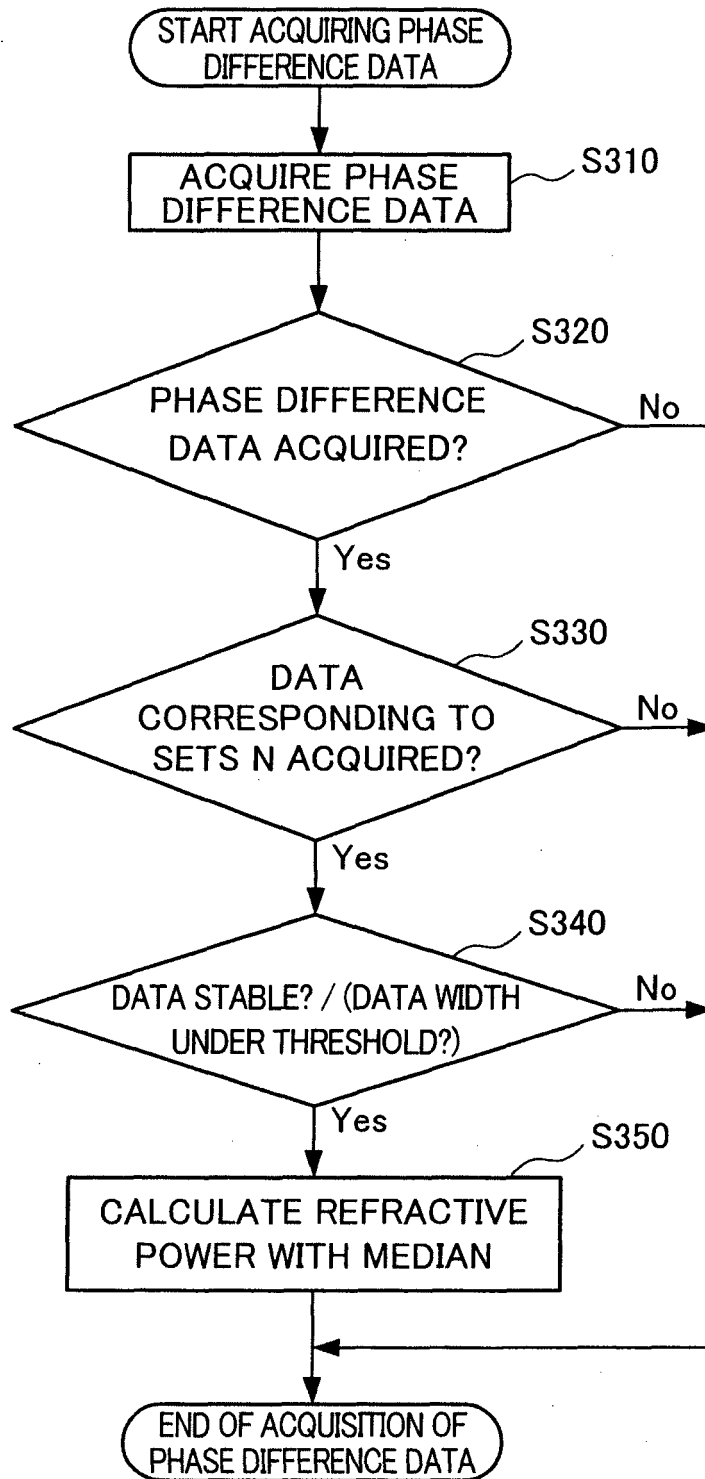 START ACQUIRING PHASE
DIFFERENCE DATA
ACQUIRE PHASE
DIFFERENCE DATA
S310
S320
PHASE DIFFERENCE
DATA ACQUIRED?
No
Yes
S330
DATA
CORRESPONDING TO
SETS N ACQUIRED?
No
Yes
S340
DATA STABLE? / (DATA WIDTH
UNDER THRESHOLD?)
No
Yes
S350
CALCULATE REFRACTIVE
POWER WITH MEDIAN
END OF ACQUISITION OF
PHASE DIFFERENCE DATA